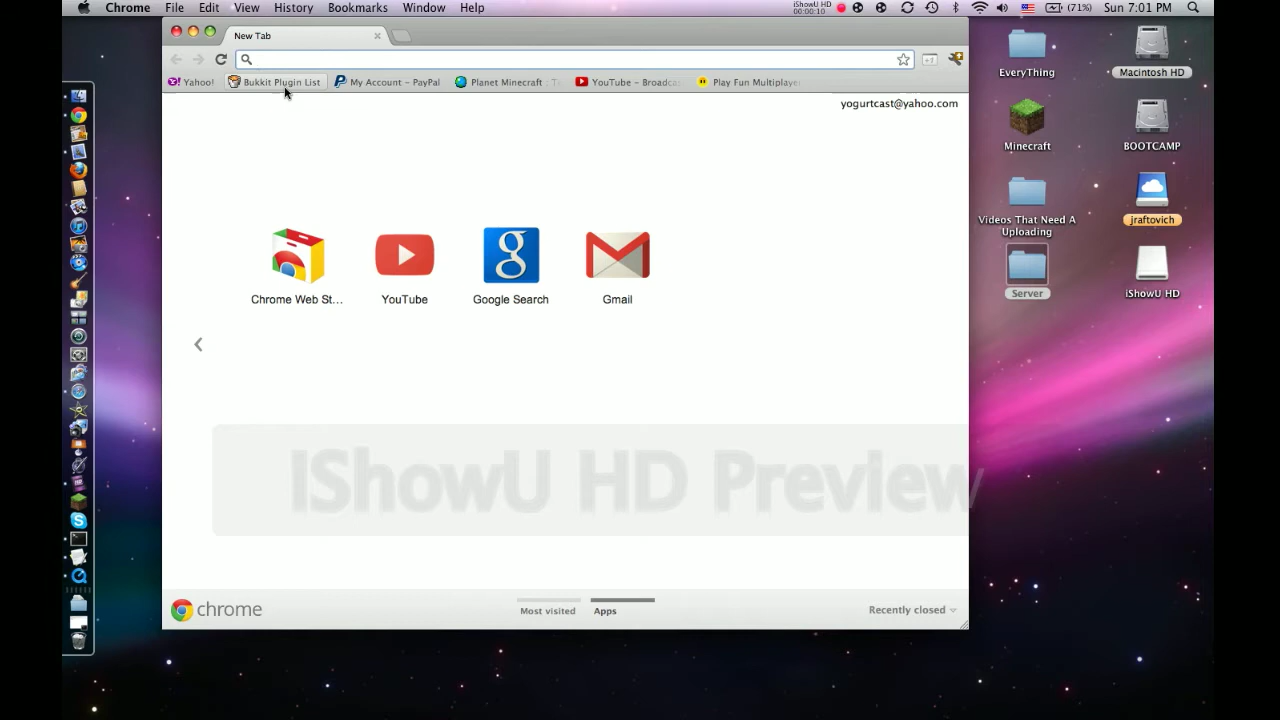 Chrome File Edit View History Bookmarks Window Help
iShowU HD
00:00:10
(71%) Sun 7:01 PM
New Tab
Yahoo! Bukkit Plugin List My Account – PayPal Planet Minecraft : T YouTube – Broadcas Play Fun Multiplaye
yogurtcast@yahoo.com
Chrome Web St... YouTube Google Search Gmail
iShowU HD Preview
chrome
Most visited Apps
Recently closed
EveryThing Macintosh HD
Minecraft BOOTCAMP
Videos That Need A
Uploading
jraftovich
Server iShowU HD